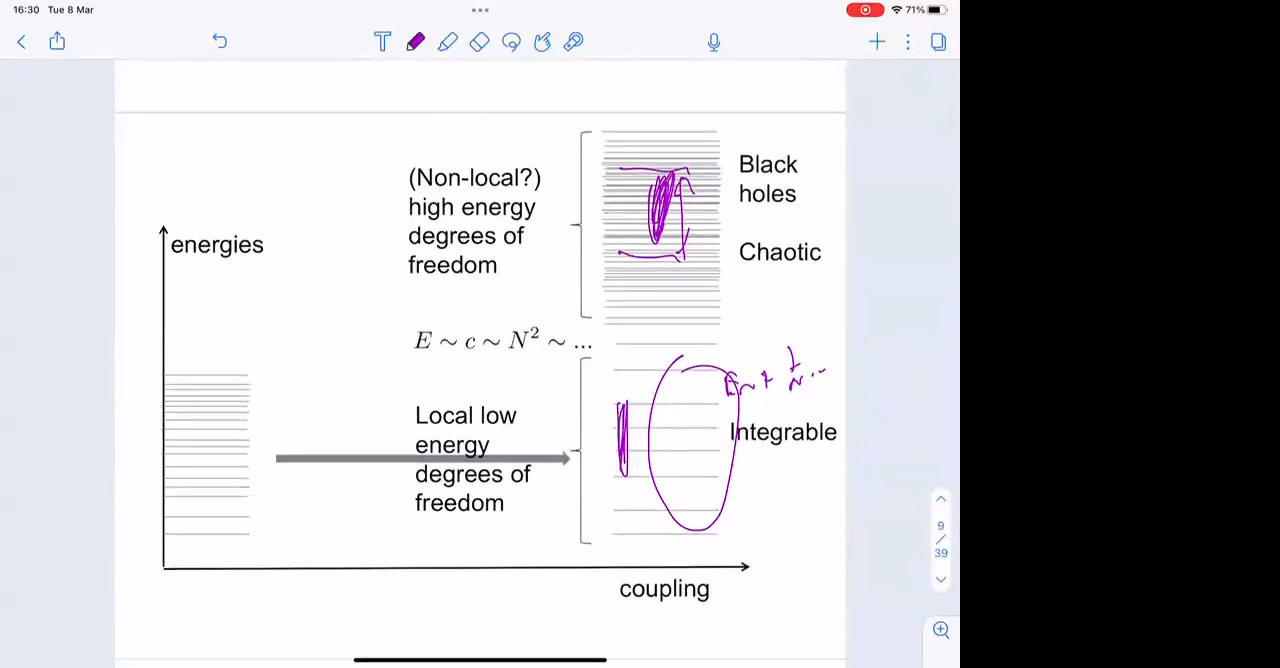 16:30 Tue 8 Mar
71%
(Non-local?)
high energy
degrees of
freedom
Black
holes
Chaotic
energies
E ∼ c ∼ N² ∼ ...
Local low
energy
degrees of
freedom
Integrable
coupling
9
/
39